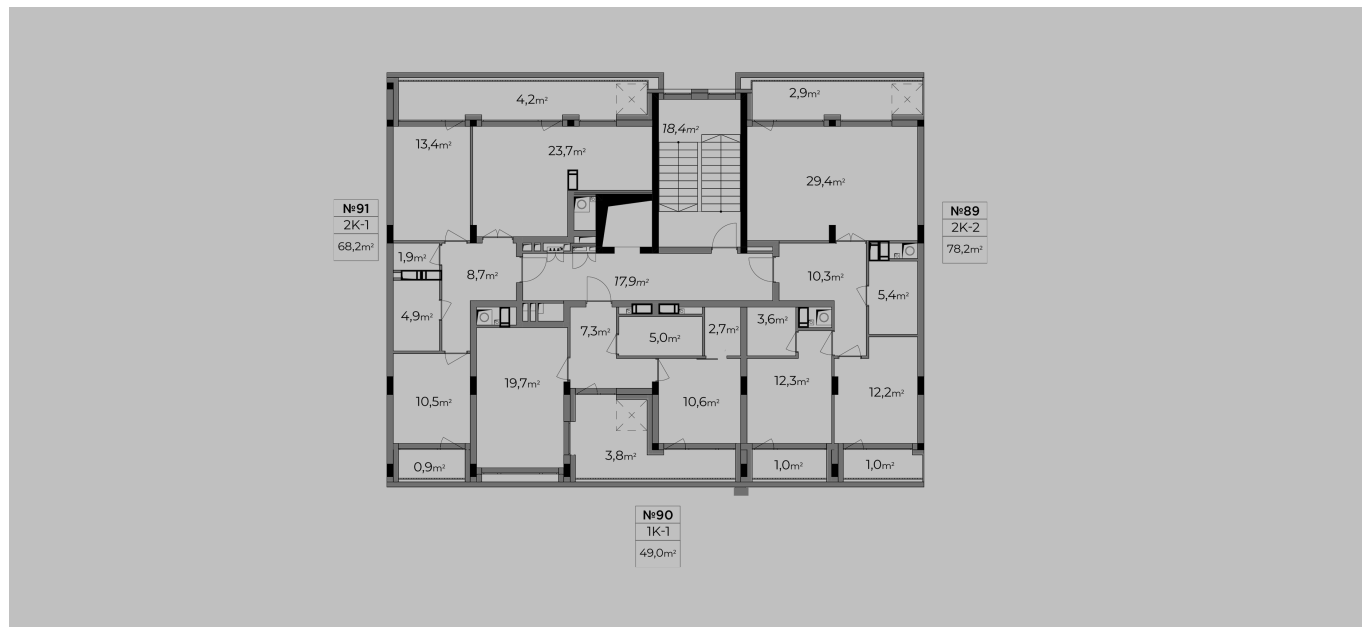 4,2m²
2,9m²
18,4m²
13,4m²
23,7m²
29,4m²
№91
2K-1
68,2m²
№89
2K-2
78,2m²
1,9m²
8,7m²
17,9m²
10,3m²
5,4m²
4,9m²
7,3m²
5,0m²
2,7m²
3,6m²
19,7m²
12,3m²
12,2m²
10,5m²
10,6m²
3,8m²
0,9m²
1,0m²
1,0m²
№90
1K-1
49,0m²